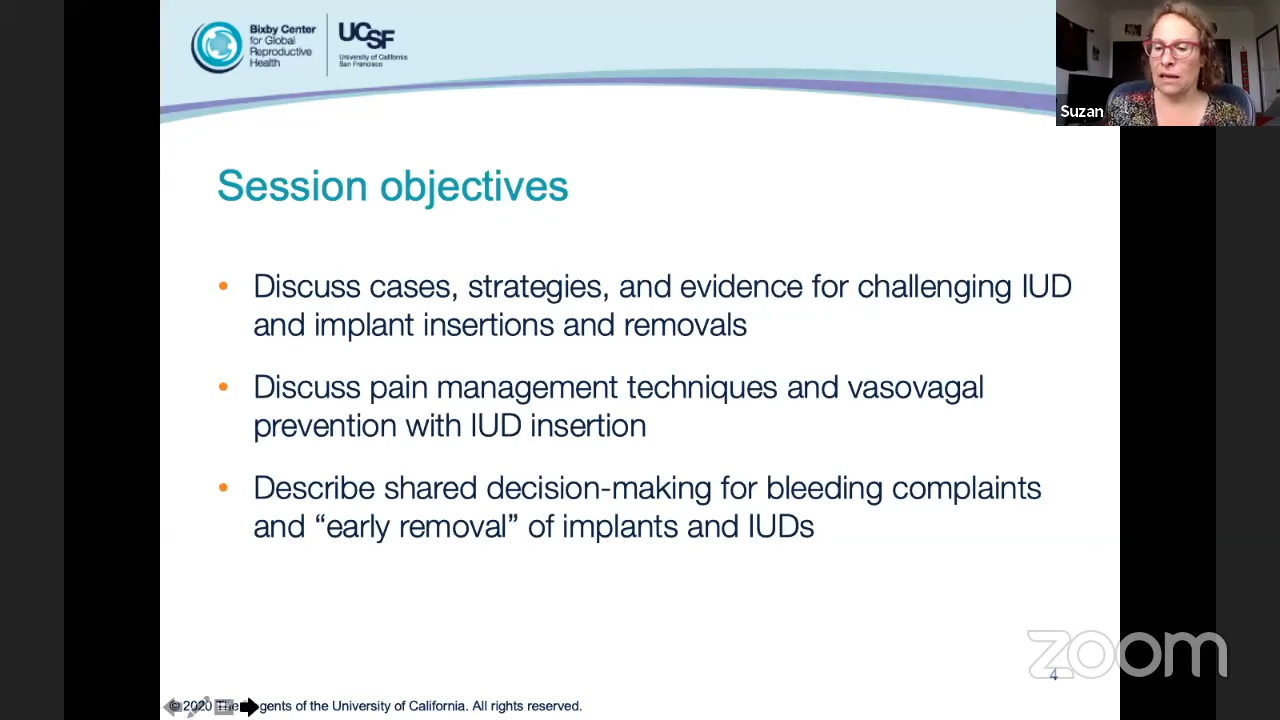 Bixby Center
for Global
Reproductive
Health
UCSF
University of California
San Francisco
Suzan
Session objectives
• Discuss cases, strategies, and evidence for challenging IUD
and implant insertions and removals
• Discuss pain management techniques and vasovagal
prevention with IUD insertion
• Describe shared decision-making for bleeding complaints
and “early removal” of implants and IUDs
zoom
4
© 2020 The gents of the University of California. All rights reserved.